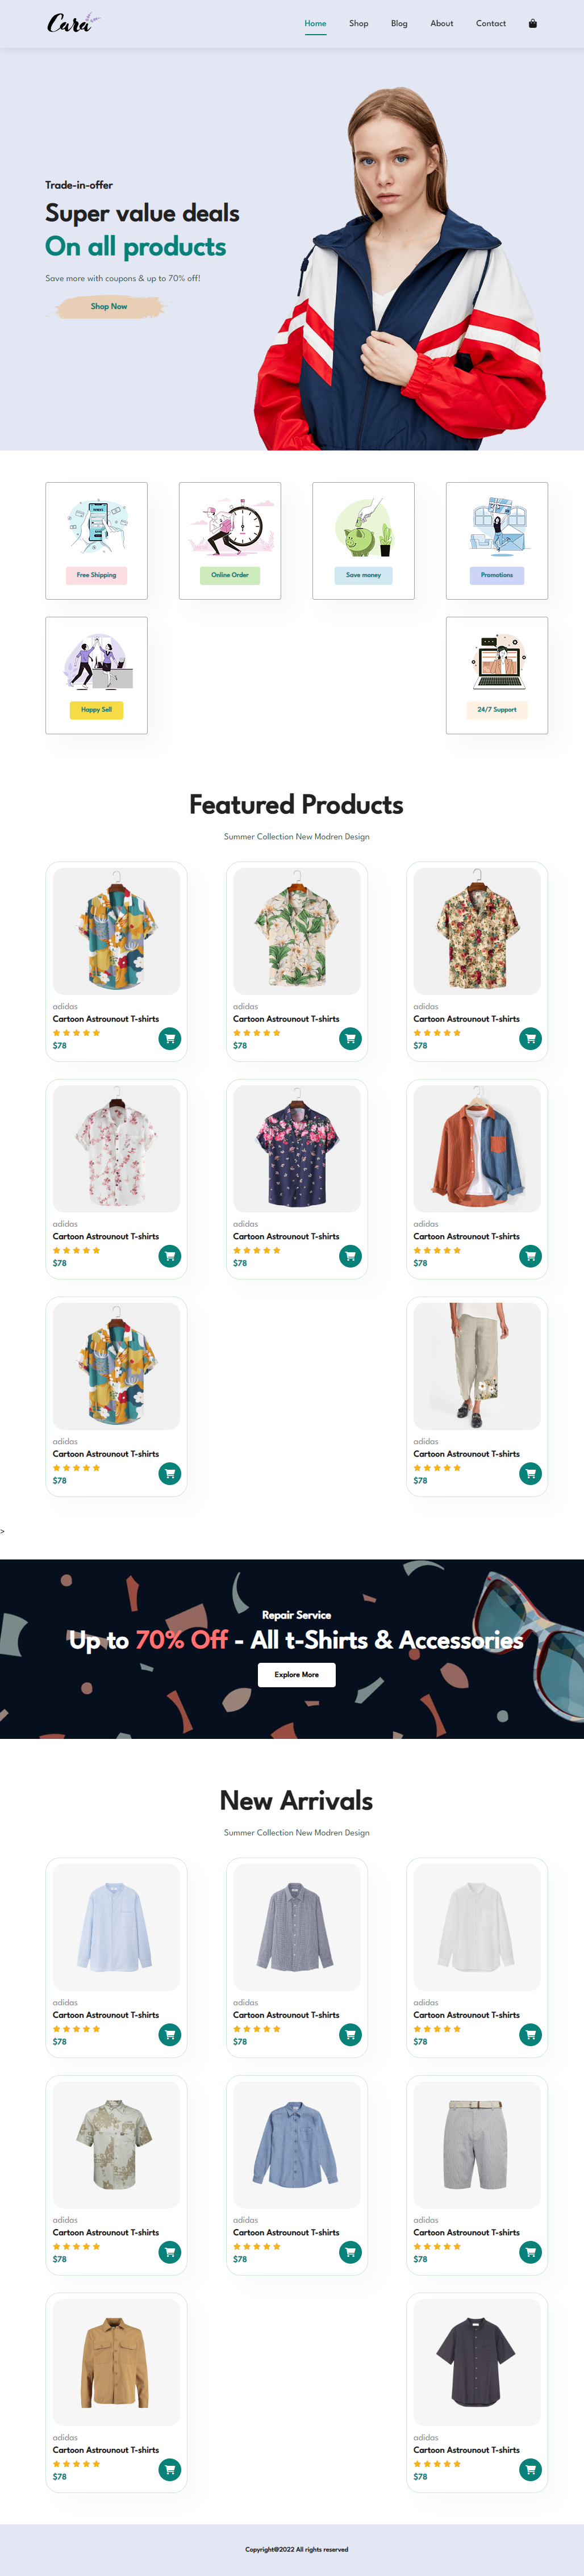 Cara
Home Shop Blog About Contact
Trade-in-offer
Super value deals
On all products
Save more with coupons & up to 70% off!
Shop Now
Free Shipping
Online Order
Save money
Promotions
Happy Sell
24/7 Support
Featured Products
Summer Collection New Modren Design
adidas
Cartoon Astrounout T-shirts
$78
adidas
Cartoon Astrounout T-shirts
$78
adidas
Cartoon Astrounout T-shirts
$78
adidas
Cartoon Astrounout T-shirts
$78
adidas
Cartoon Astrounout T-shirts
$78
adidas
Cartoon Astrounout T-shirts
$78
adidas
Cartoon Astrounout T-shirts
$78
adidas
Cartoon Astrounout T-shirts
$78
>
Repair Service
Up to 70% Off - All t-Shirts & Accessories
Explore More
New Arrivals
Summer Collection New Modren Design
adidas
Cartoon Astrounout T-shirts
$78
adidas
Cartoon Astrounout T-shirts
$78
adidas
Cartoon Astrounout T-shirts
$78
adidas
Cartoon Astrounout T-shirts
$78
adidas
Cartoon Astrounout T-shirts
$78
adidas
Cartoon Astrounout T-shirts
$78
adidas
Cartoon Astrounout T-shirts
$78
adidas
Cartoon Astrounout T-shirts
$78
Copyright@2022 All rights reserved